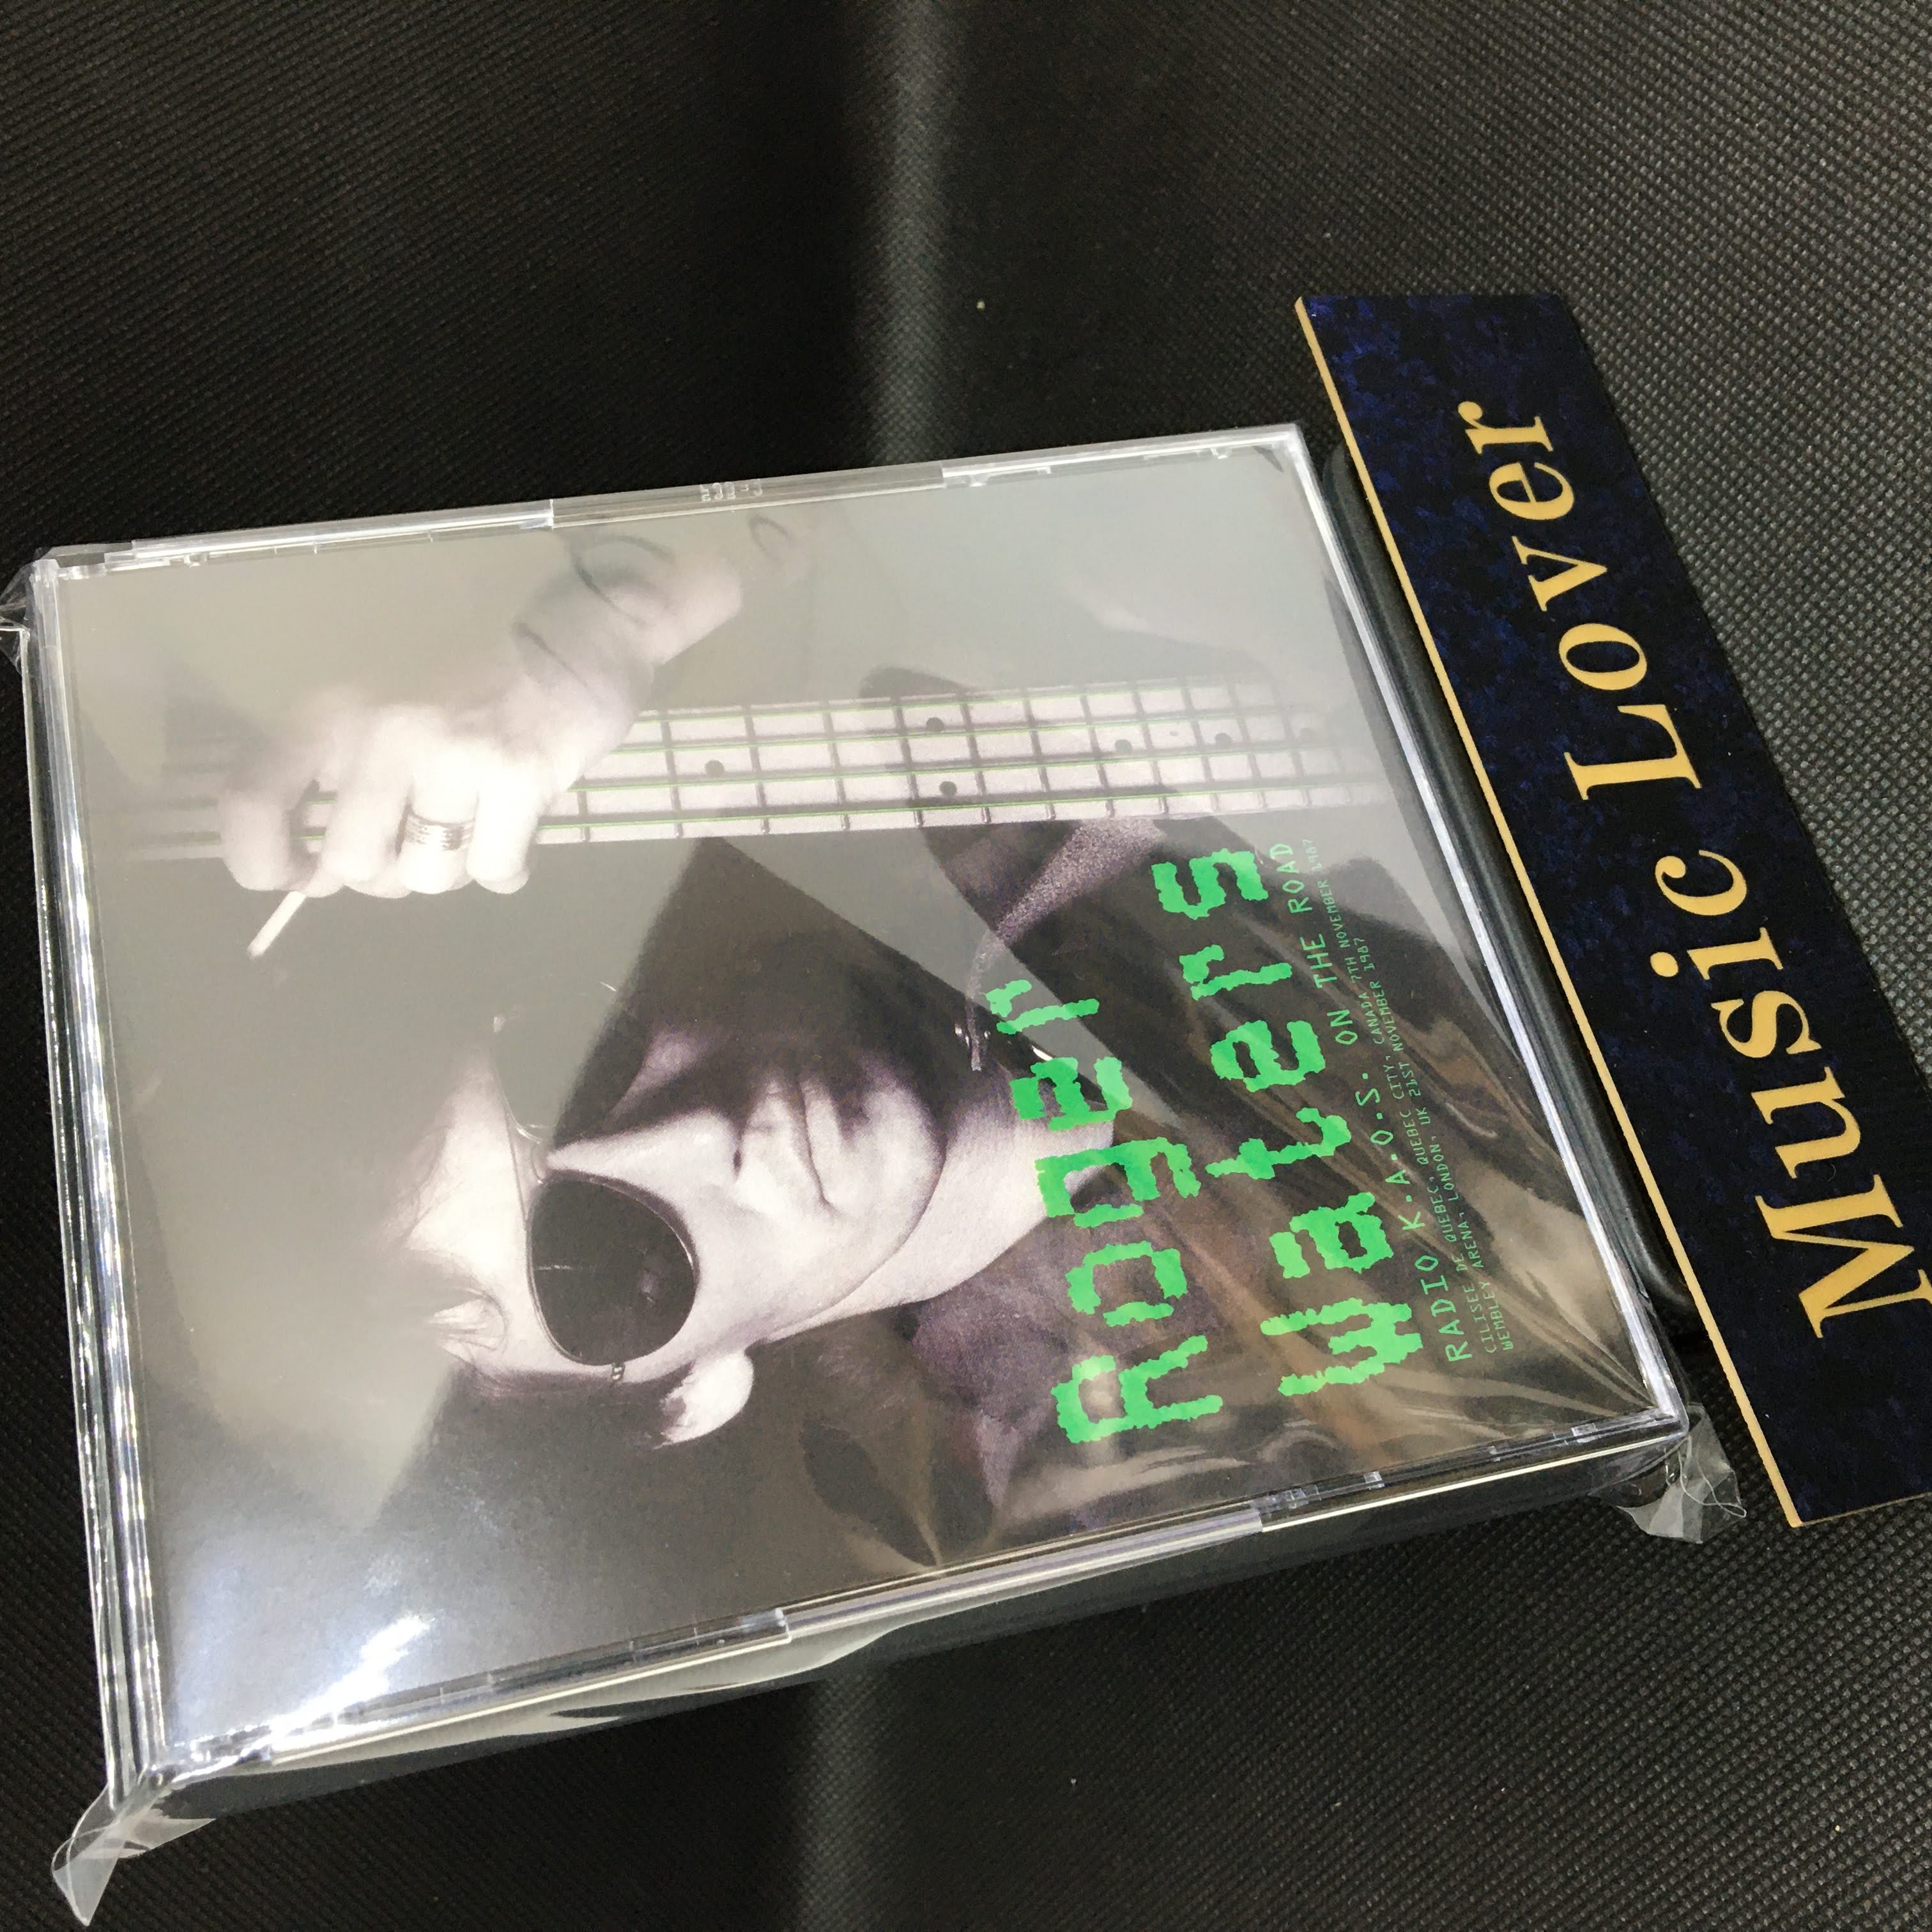 Roger
Waters
RADIO K.A.O.S. ON THE ROAD
COLISEE DE QUEBEC, QUEBEC CITY, CANADA 7TH NOVEMBER 1987
WEMBLEY ARENA, LONDON, UK 21ST NOVEMBER 1987
Music Lover